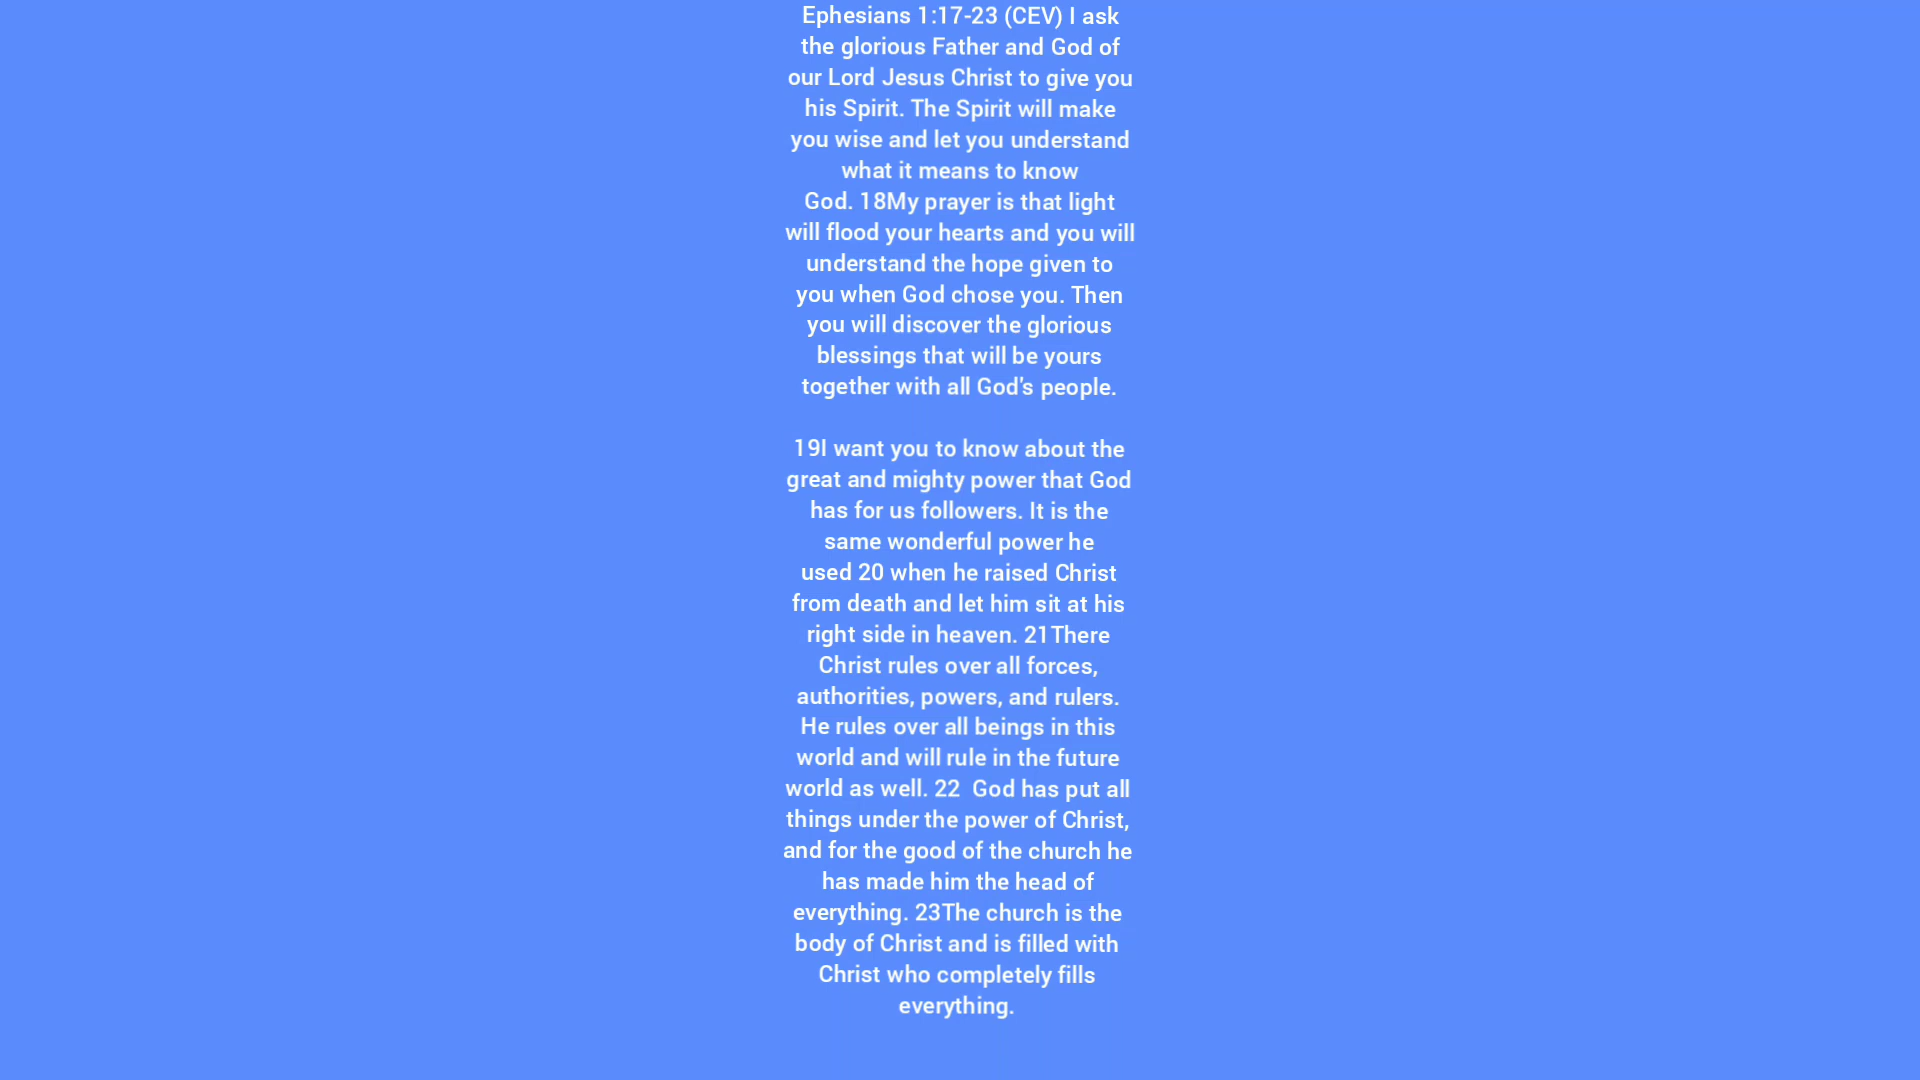 Ephesians 1:17-23 (CEV) I ask
the glorious Father and God of
our Lord Jesus Christ to give you
his Spirit. The Spirit will make
you wise and let you understand
what it means to know
God. 18My prayer is that light
will flood your hearts and you will
understand the hope given to
you when God chose you. Then
you will discover the glorious
blessings that will be yours
together with all God's people.

19I want you to know about the
great and mighty power that God
has for us followers. It is the
same wonderful power he
used 20 when he raised Christ
from death and let him sit at his
right side in heaven. 21There
Christ rules over all forces,
authorities, powers, and rulers.
He rules over all beings in this
world and will rule in the future
world as well. 22  God has put all
things under the power of Christ,
and for the good of the church he
has made him the head of
everything. 23The church is the
body of Christ and is filled with
Christ who completely fills
everything.